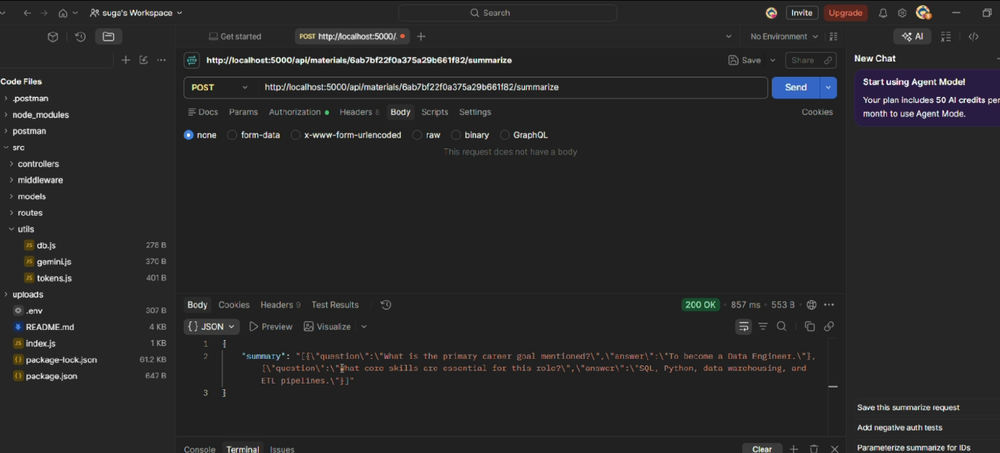 suga's Workspace
Search
Invite
Upgrade
Get started
POST http://localhost:5000/.
No Environment
AI
http://localhost:5000/api/materials/6ab7bf22f0a375a29b661f82/summarize
Save
Share
New Chat
Code Files
.postman
node_modules
postman
src
controllers
middleware
models
routes
utils
JS db.js 278 B
JS gemini.js 370 B
JS tokens.js 401 B
uploads
.env 307 B
README.md 4 KB
JS index.js 1 KB
package-lock.json 61.2 KB
package.json 647 B
POST http://localhost:5000/api/materials/6ab7bf22f0a375a29b661f82/summarize
Send
Docs Params Authorization Headers 8 Body Scripts Settings
Cookies
none form-data x-www-form-urlencoded raw binary GraphQL
This request does not have a body
Start using Agent Model!
Your plan includes 50 AI credits per
month to use Agent Mode.
Body Cookies Headers 9 Test Results
200 OK 857 ms 553 B
{} JSON Preview Visualize
1 {
2 "summary": "[{\"question\":\"What is the primary career goal mentioned?\",\"answer\":\"To become a Data Engineer.\"},
{\"question\":\"What core skills are essential for this role?\",\"answer\":\"SQL, Python, data warehousing, and
ETL pipelines.\"}]"
3 }
Save this summarize request
Add negative auth tests
Parameterize summarize for IDs
Console Terminal Issues
Clear